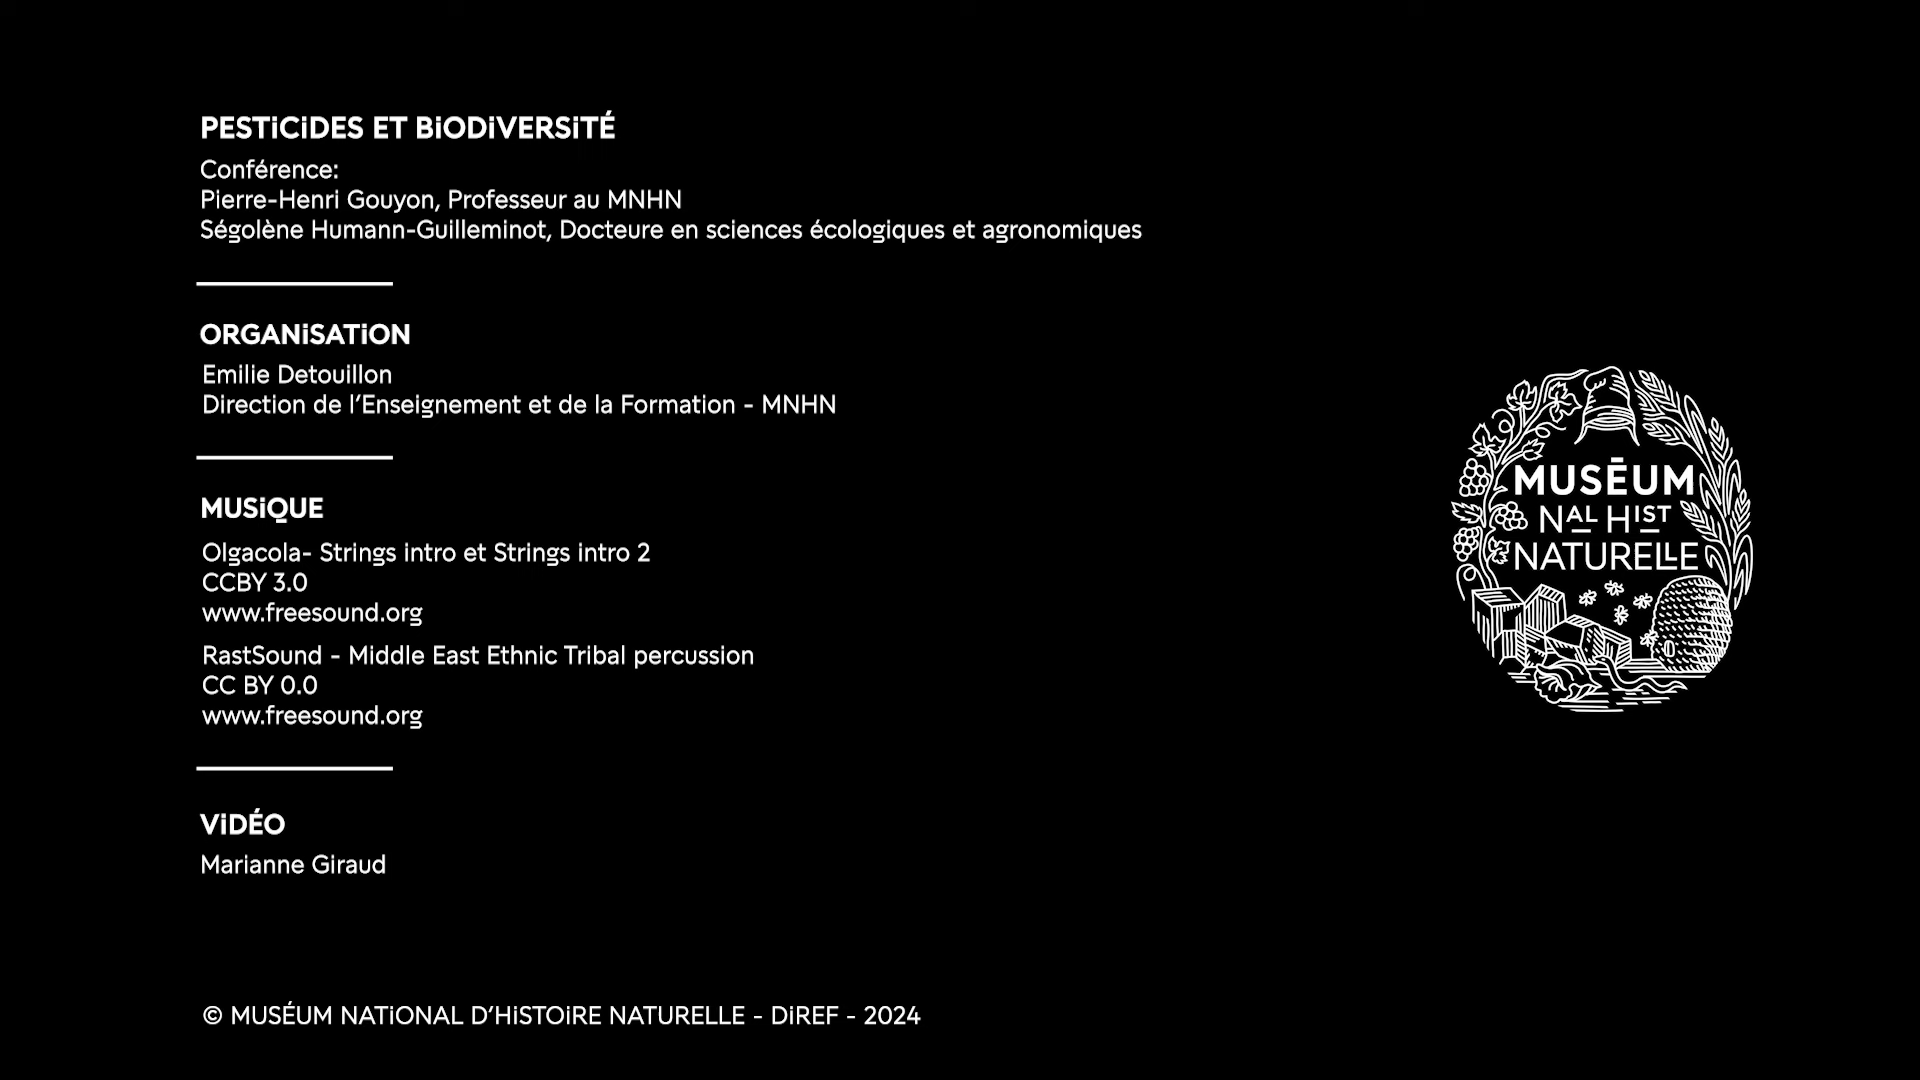 PESTiCiDES ET BiODiVERSiTÉ
Conférence:
Pierre-Henri Gouyon, Professeur au MNHN
Ségolène Humann-Guilleminot, Docteure en sciences écologiques et agronomiques
ORGANiSATiON
Emilie Detouillon
Direction de l’Enseignement et de la Formation - MNHN
MUSiQUE
Olgacola- Strings intro et Strings intro 2
CCBY 3.0
www.freesound.org
RastSound - Middle East Ethnic Tribal percussion
CC BY 0.0
www.freesound.org
ViDÉO
Marianne Giraud
© MUSÉUM NATiONAL D’HiSTOiRE NATURELLE - DiREF - 2024
MUSĒUM
NAL HIST
NATURELLE